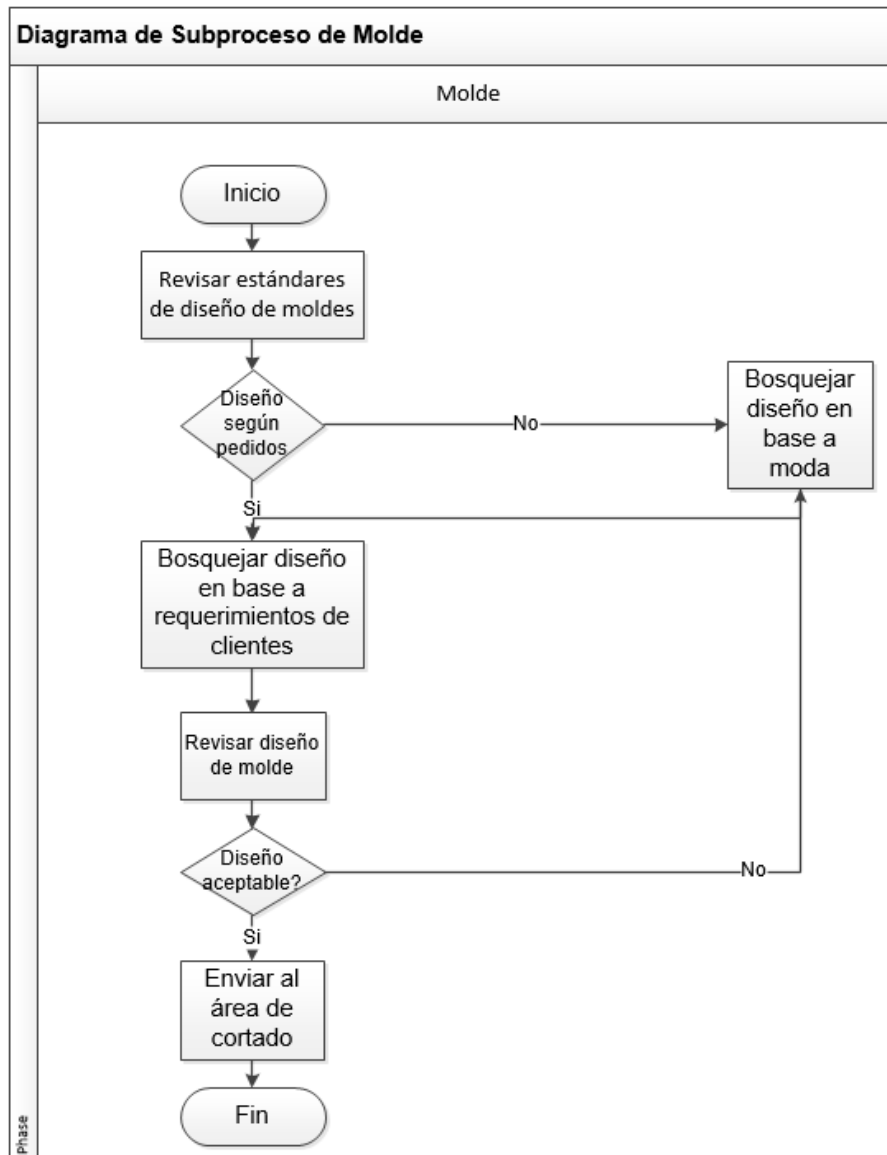 Diagrama de Subproceso de Molde
Molde
Inicio
Revisar estándares
de diseño de moldes
Diseño
según
pedidos
No
Bosquejar
diseño en
base a
moda
Si
Bosquejar diseño
en base a
requerimientos de
clientes
Revisar diseño
de molde
Diseño
aceptable?
No
Si
Enviar al
área de
cortado
Fin
Phase